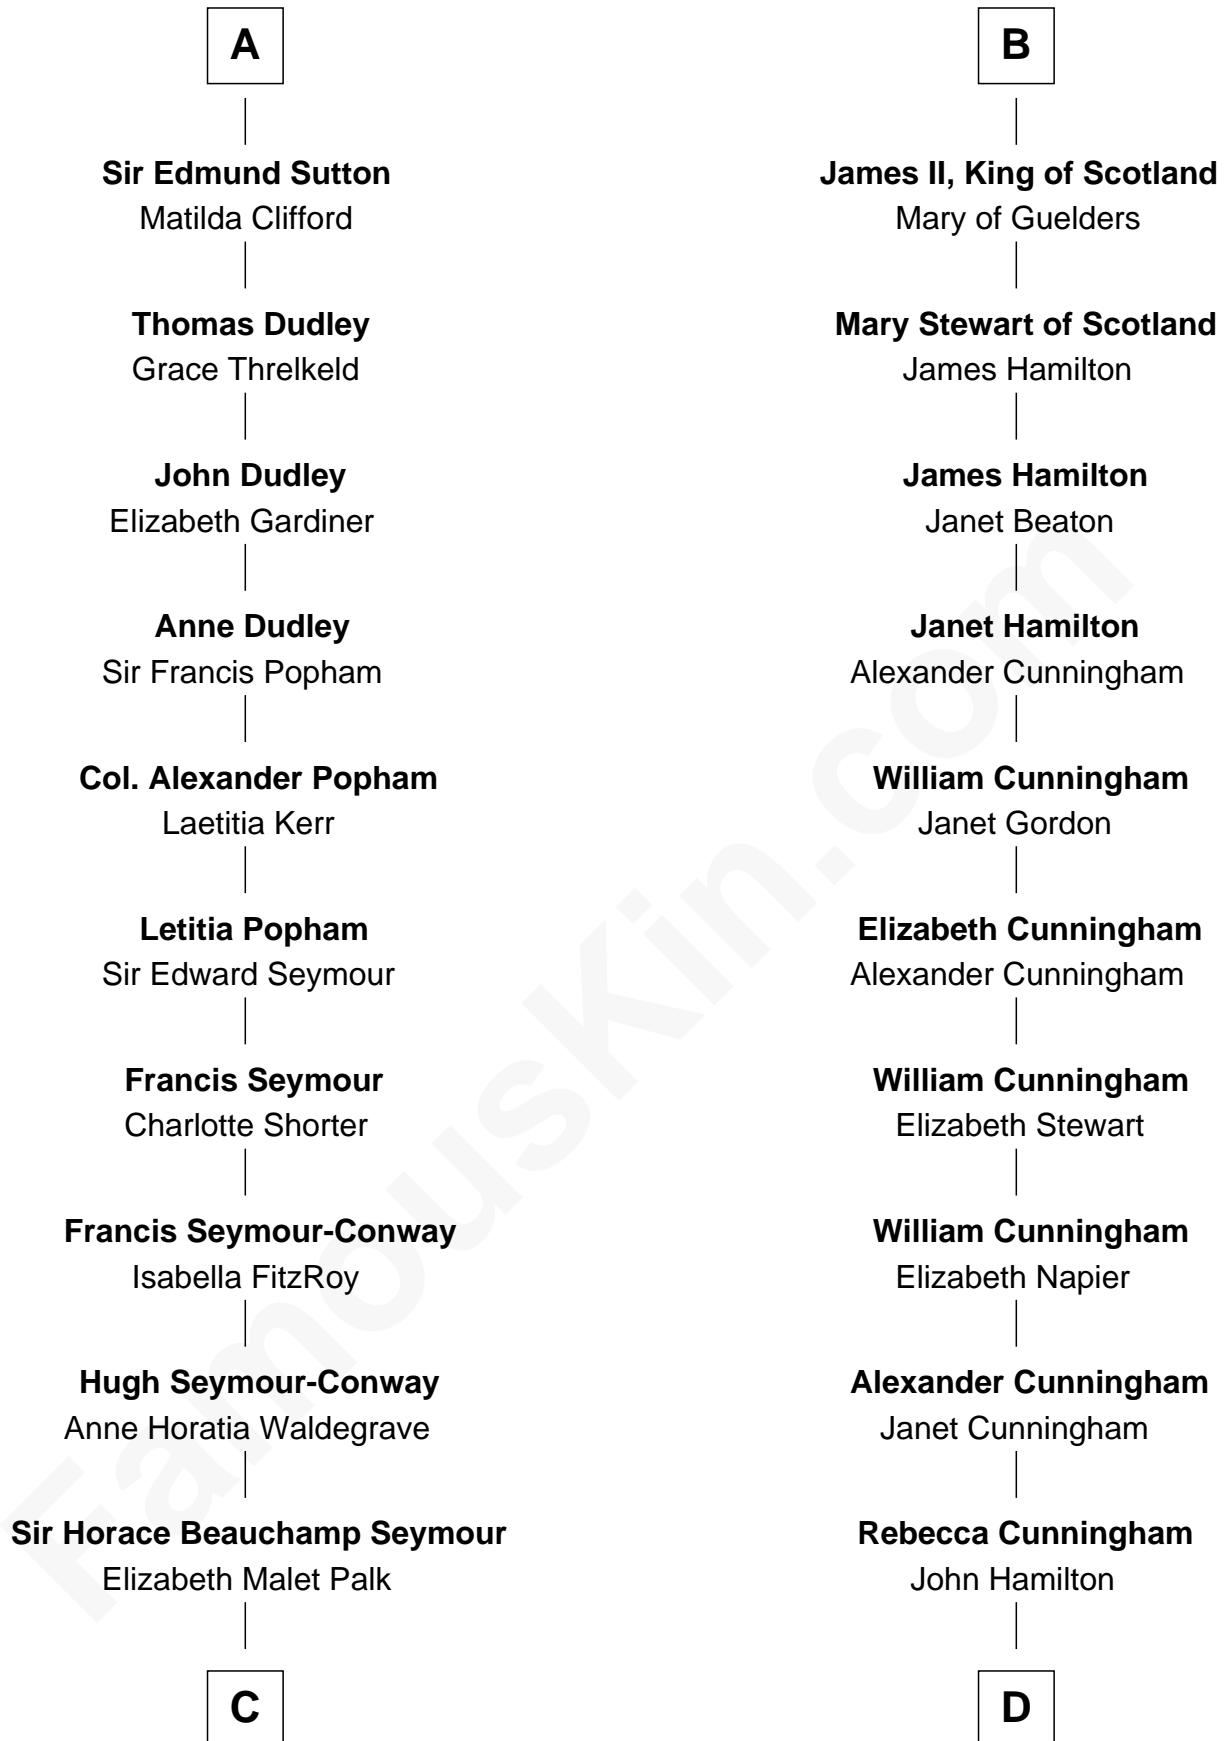 A
Sir Edmund Sutton
Matilda Clifford
Thomas Dudley
Grace Threlkeld
John Dudley
Elizabeth Gardiner
Anne Dudley
Sir Francis Popham
Col. Alexander Popham
Laetitia Kerr
Letitia Popham
Sir Edward Seymour
Francis Seymour
Charlotte Shorter
Francis Seymour-Conway
Isabella FitzRoy
Hugh Seymour-Conway
Anne Horatia Waldegrave
Sir Horace Beauchamp Seymour
Elizabeth Malet Palk
C
B
James II, King of Scotland
Mary of Guelders
Mary Stewart of Scotland
James Hamilton
James Hamilton
Janet Beaton
Janet Hamilton
Alexander Cunningham
William Cunningham
Janet Gordon
Elizabeth Cunningham
Alexander Cunningham
William Cunningham
Elizabeth Stewart
William Cunningham
Elizabeth Napier
Alexander Cunningham
Janet Cunningham
Rebecca Cunningham
John Hamilton
D
FamousKin.com